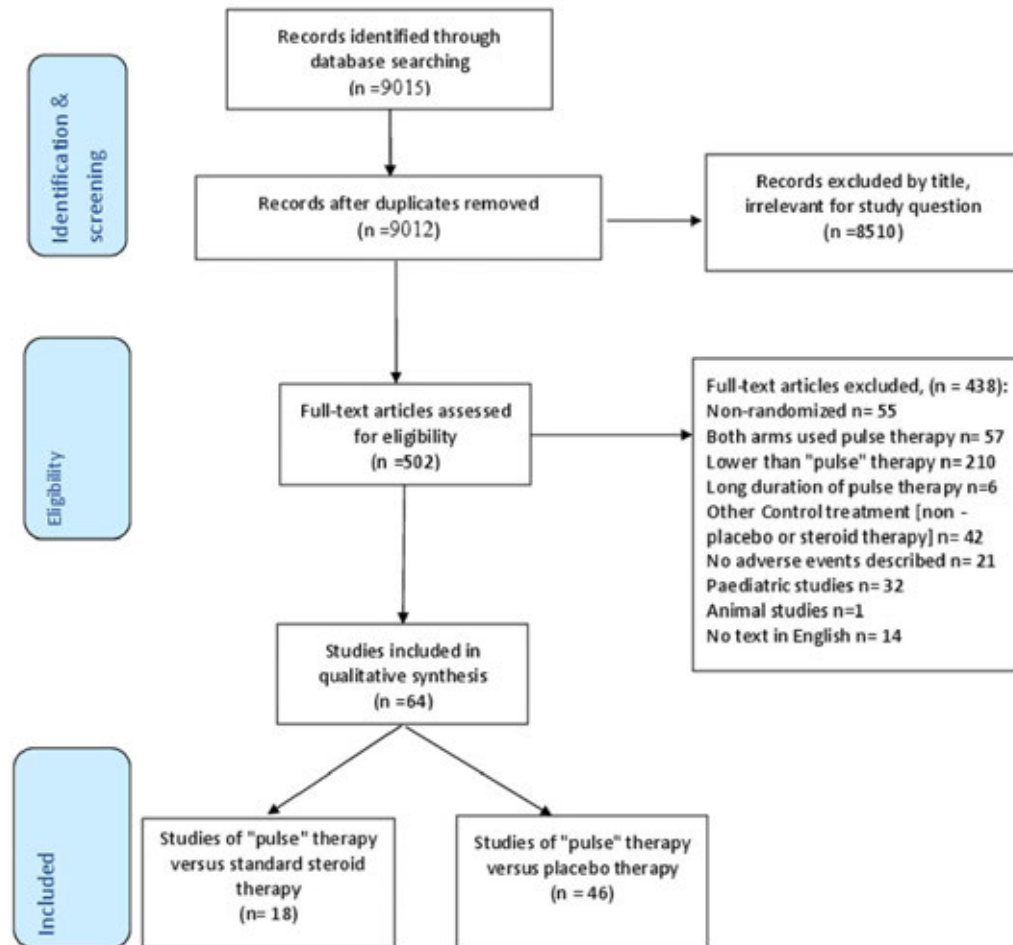 Records identified through
database searching
(n =9015)
Identification &
screening
Records after duplicates removed
(n =9012)
Records excluded by title,
irrelevant for study question
(n =8510)
Eligibility
Full-text articles assessed
for eligibility
(n =502)
Full-text articles excluded, (n = 438):
Non-randomized n= 55
Both arms used pulse therapy n= 57
Lower than "pulse" therapy n= 210
Long duration of pulse therapy n=6
Other Control treatment [non -
placebo or steroid therapy] n= 42
No adverse events described n= 21
Paediatric studies n= 32
Animal studies n=1
No text in English n= 14
Studies included in
qualitative synthesis
(n =64)
Included
Studies of "pulse" therapy
versus standard steroid
therapy
(n= 18)
Studies of "pulse" therapy
versus placebo therapy
(n = 46)